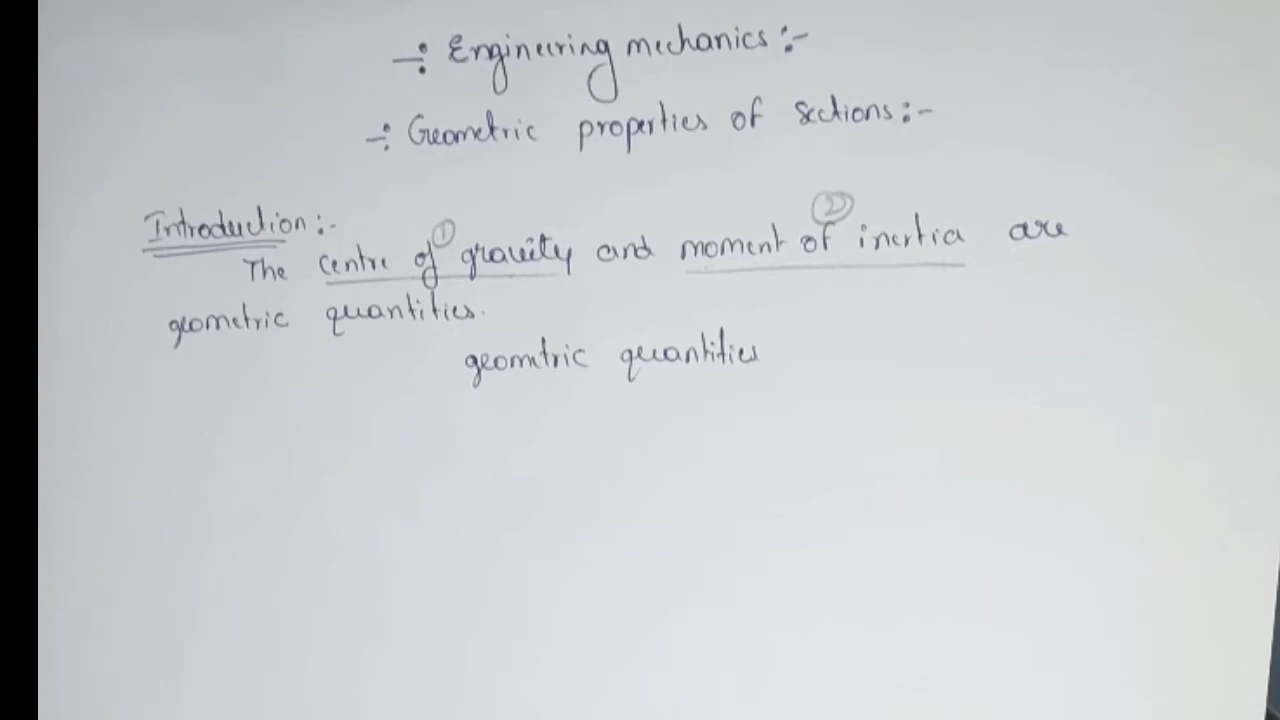 -: Engineering mechanics :-
-: Geometric properties of sections :-
Introduction :-
① ②
The centre of gravity and moment of inertia are
geometric quantities.
geometric quantities